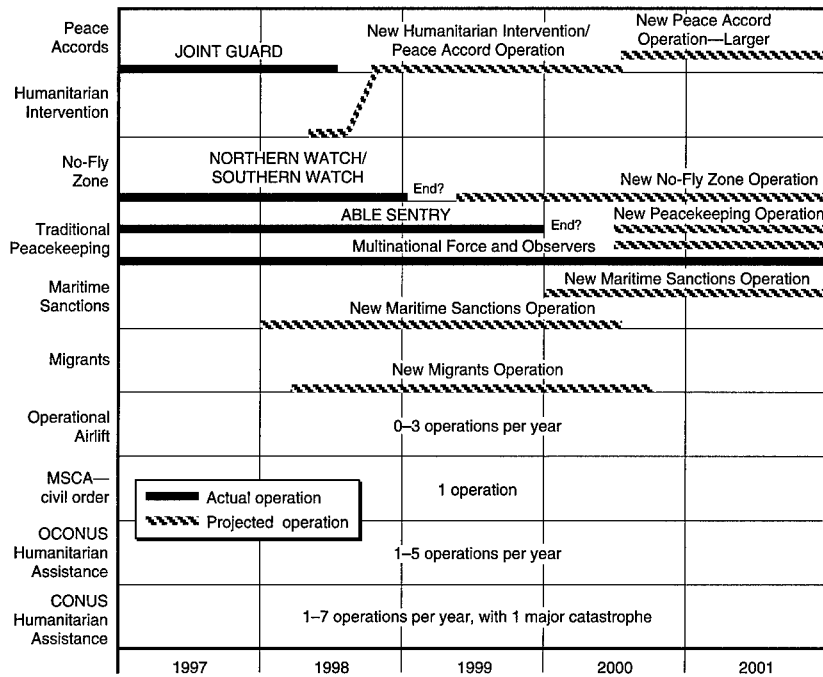 Peace
Accords
JOINT GUARD
New Humanitarian Intervention/
Peace Accord Operation
New Peace Accord
Operation—Larger
Humanitarian
Intervention
No-Fly
Zone
NORTHERN WATCH/
SOUTHERN WATCH
End?
New No-Fly Zone Operation
Traditional
Peacekeeping
ABLE SENTRY
End?
New Peacekeeping Operation
Multinational Force and Observers
Maritime
Sanctions
New Maritime Sanctions Operation
New Maritime Sanctions Operation
Migrants
New Migrants Operation
Operational
Airlift
0–3 operations per year
MSCA—
civil order
1 operation
Actual operation
Projected operation
OCONUS
Humanitarian
Assistance
1–5 operations per year
CONUS
Humanitarian
Assistance
1–7 operations per year, with 1 major catastrophe
1997
1998
1999
2000
2001